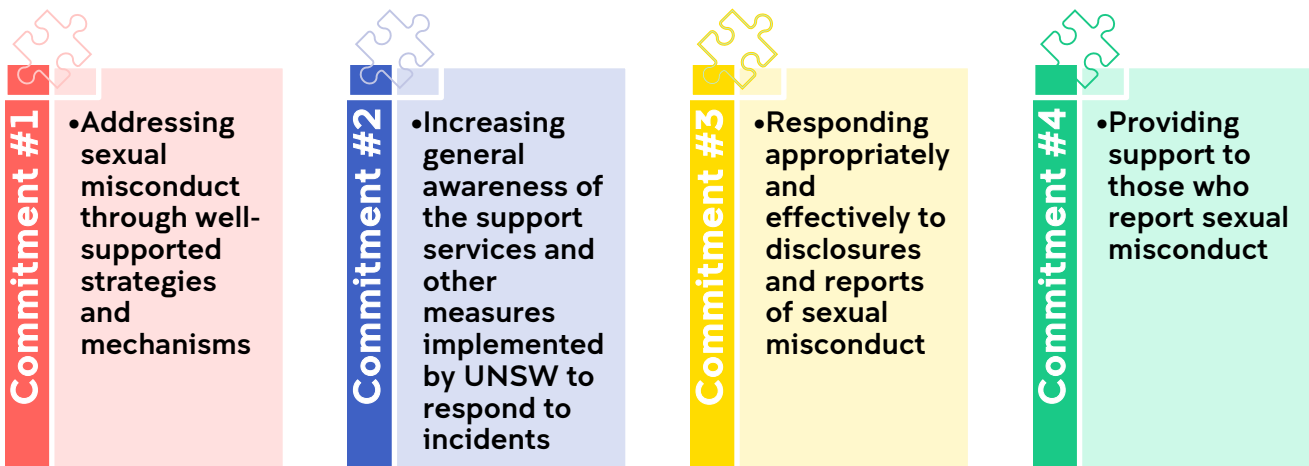 Commitment #1
•Addressing
sexual
misconduct
through well-
supported
strategies
and
mechanisms
Commitment #2
•Increasing
general
awareness of
the support
services and
other
measures
implemented
by UNSW to
respond to
incidents
Commitment #3
•Responding
appropriately
and
effectively to
disclosures
and reports
of sexual
misconduct
Commitment #4
•Providing
support to
those who
report sexual
misconduct